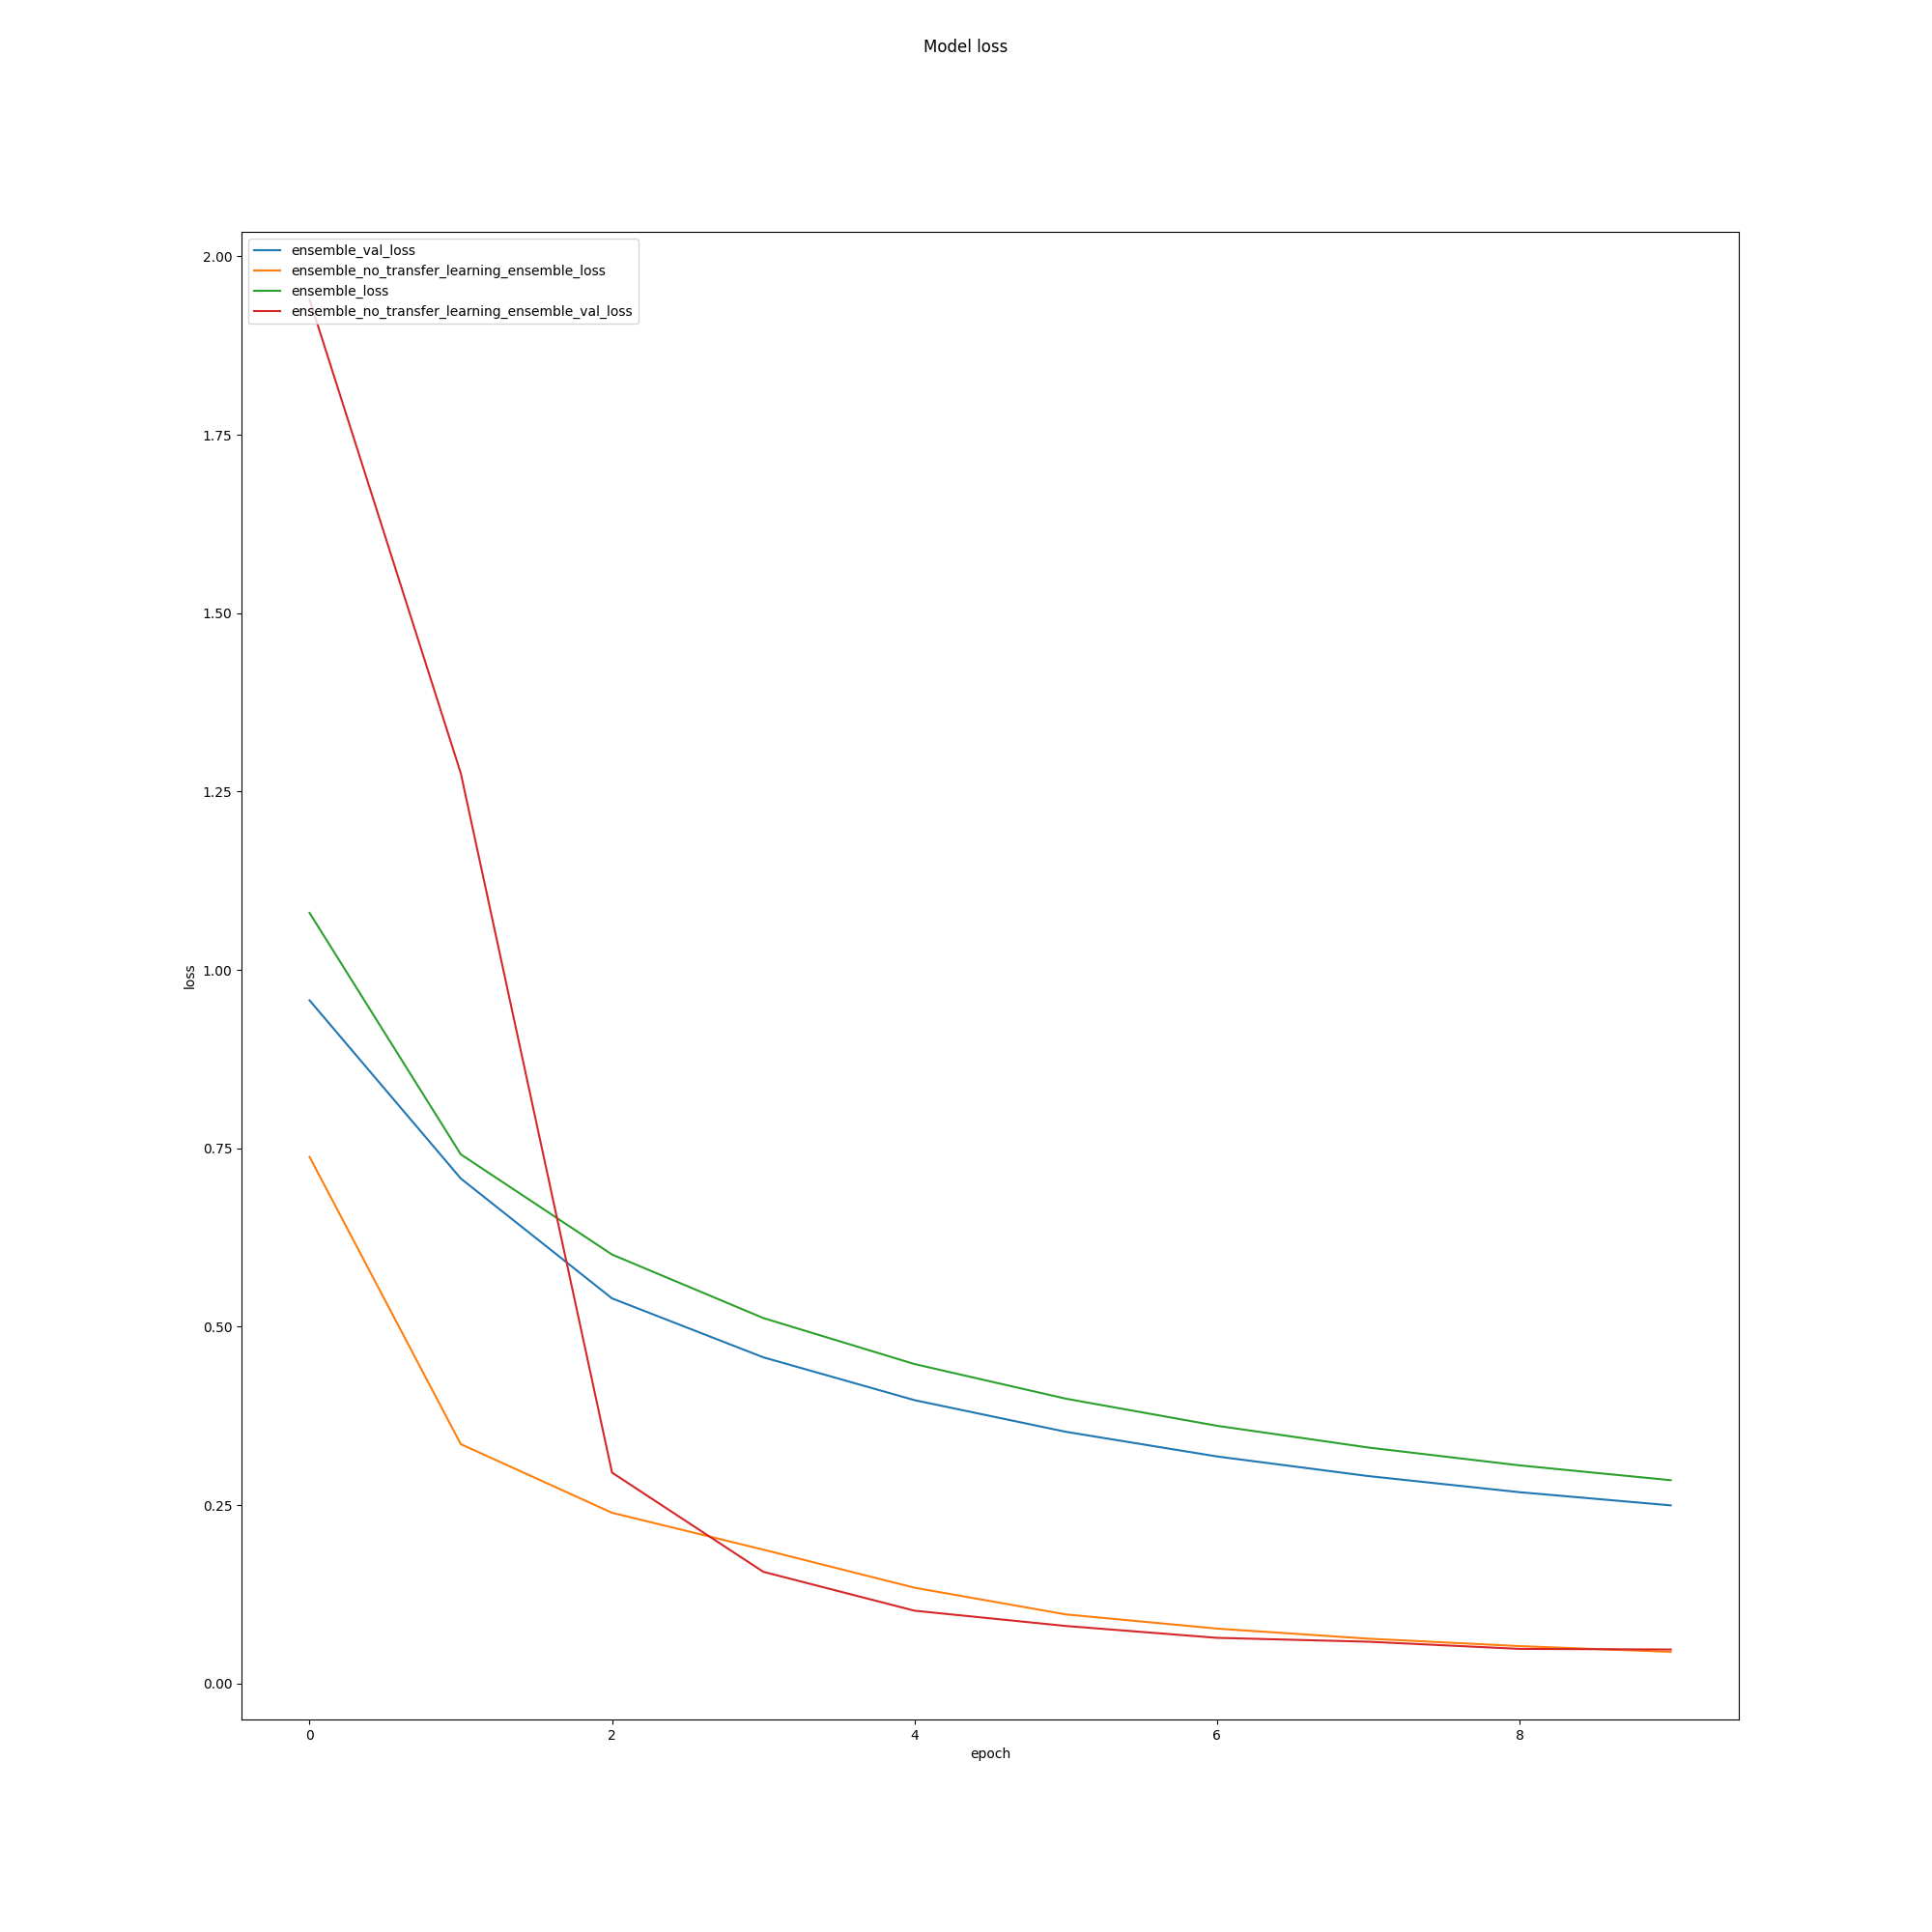 Model loss
ensemble_val_loss
ensemble_no_transfer_learning_ensemble_loss
ensemble_loss
ensemble_no_transfer_learning_ensemble_val_loss
2.00
1.75
1.50
1.25
1.00
0.75
0.50
0.25
0.00
loss
0 2 4 6 8
epoch